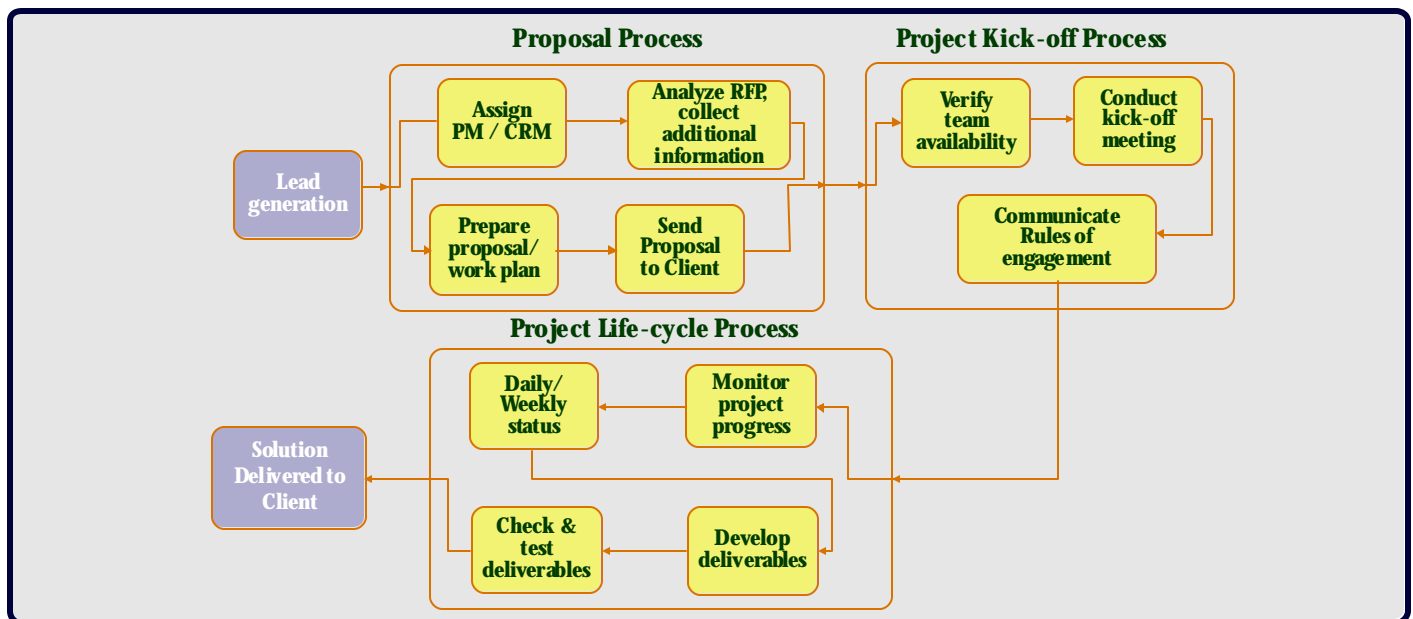 Proposal Process
Project Kick-off Process
Assign
PM / CRM
Analyze RFP,
collect
additional
information
Verify
team
availability
Conduct
kick-off
meeting
Lead
generation
Prepare
proposal/
work plan
Send
Proposal
to Client
Communicate
Rules of
engagement
Project Life-cycle Process
Daily/
Weekly
status
Monitor
project
progress
Solution
Delivered to
Client
Check &
test
deliverables
Develop
deliverables